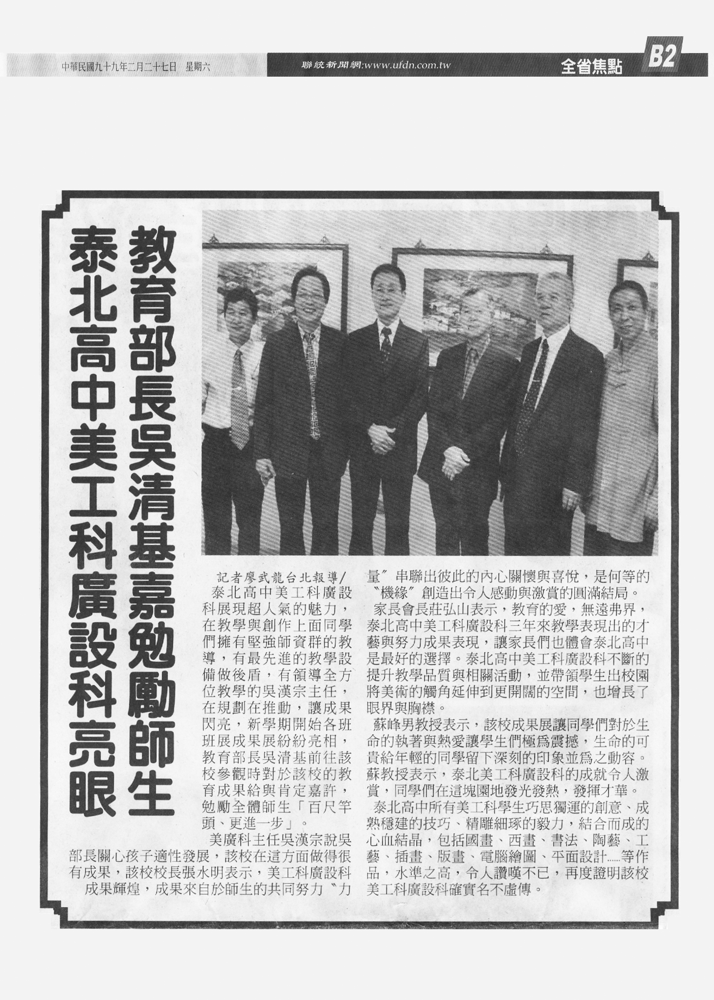 中華民國九十九年二月二十七日　星期六
聯統新聞網:www.ufdn.com.tw
全省焦點
B2
教育部長吳清基嘉勉勵師生
泰北高中美工科廣設科亮眼
記者廖武龍台北報導/
泰北高中美工科廣設
科展現超人氣的魅力，
在教學與創作上面同學
們擁有堅強師資群的教
導，有最先進的教學設
備做後盾，有領導全方
位教學的吳漢宗主任，
在規劃在推動，讓成果
閃亮，新學期開始各班
班展成果展紛紛亮相，
教育部長吳清基前往該
校參觀時對於該校的教
育成果給與肯定嘉許，
勉勵全體師生「百尺竿
頭、更進一步」。
美廣科主任吳漢宗說吳
部長關心孩子適性發展，該校在這方面做得很
有成果，該校校長張水明表示，美工科廣設科
成果輝煌，成果來自於師生的共同努力〝力
量〞串聯出彼此的內心關懷與喜悅，是何等的
〝機緣〞創造出令人感動與激賞的圓滿結局。
家長會長莊弘山表示，教育的愛，無遠弗界，
泰北高中美工科廣設科三年來教學表現出的才
藝與努力成果表現，讓家長們也體會泰北高中
是最好的選擇。泰北高中美工科廣設科不斷的
提升教學品質與相關活動，並帶領學生出校園
將美術的觸角延伸到更開闊的空間，也增長了
眼界與胸襟。
蘇峰男教授表示，該校成果展讓同學們對於生
命的執著與熱愛讓學生們極為震撼，生命的可
貴給年輕的同學留下深刻的印象並為之動容。
蘇教授表示，泰北美工科廣設科的成就令人激
賞，同學們在這塊園地發光發熱，發揮才華。
泰北高中所有美工科學生巧思獨運的創意、成
熟穩建的技巧、精雕細琢的毅力，結合而成的
心血結晶，包括國畫、西畫、書法、陶藝、工
藝、插畫、版畫、電腦繪圖、平面設計……等作
品，水準之高，令人讚嘆不已，再度證明該校
美工科廣設科確實名不虛傳。